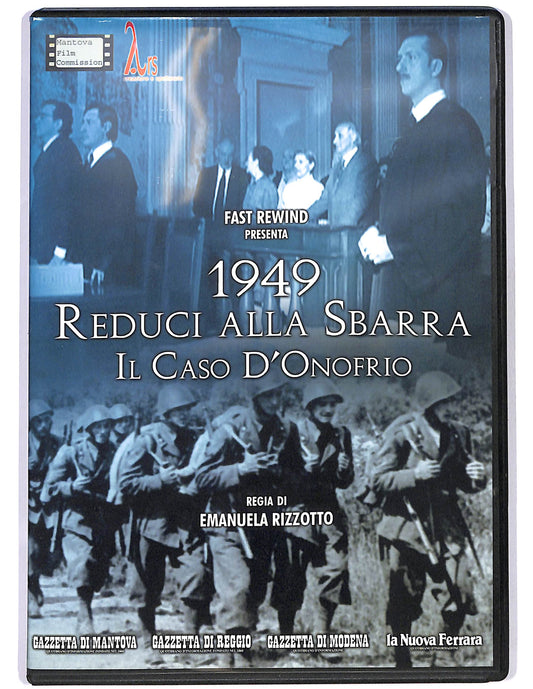 Mantova
Film
Commission
Ars
FAST REWIND
PRESENTA
1949
REDUCI ALLA SBARRA
IL CASO D'ONOFRIO
REGIA DI
EMANUELA RIZZOTTO
GAZZETTA DI MANTOVA GAZZETTA DI REGGIO GAZZETTA DI MODENA la Nuova Ferrara